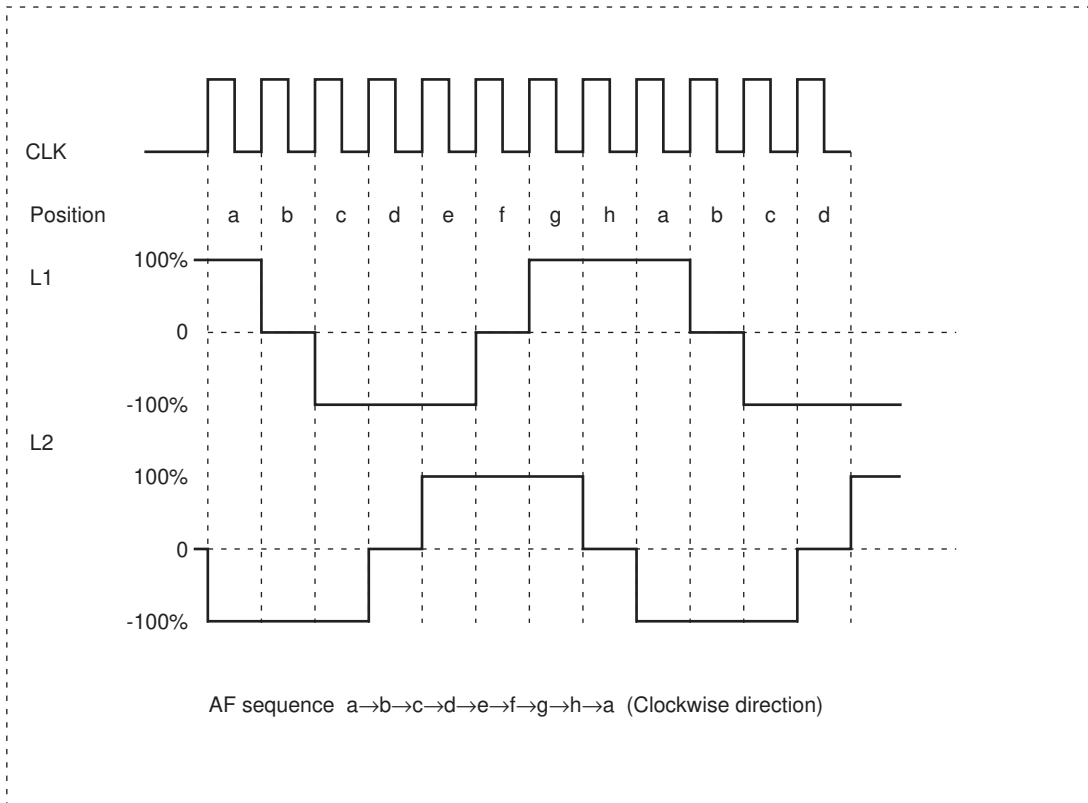 CLK
Position a b c d e f g h a b c d
L1
100%
0
-100%
L2
100%
0
-100%
AF sequence a→b→c→d→e→f→g→h→a (Clockwise direction)